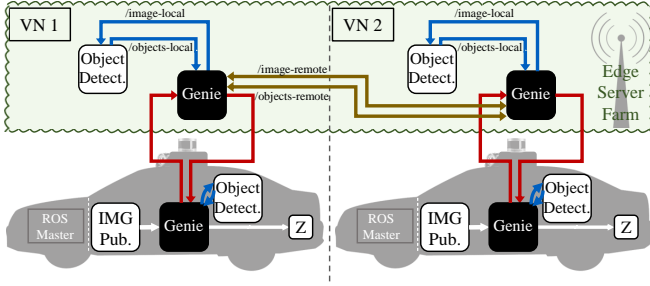 VN 1
/image-local
/objects-local
Object
Detect.
Genie
/image-remote
/objects-remote
VN 2
/image-local
/objects-local
Object
Detect.
Genie
Edge
Server
Farm
ROS
Master
IMG
Pub.
Genie
Object
Detect.
Z
ROS
Master
IMG
Pub.
Genie
Object
Detect.
Z